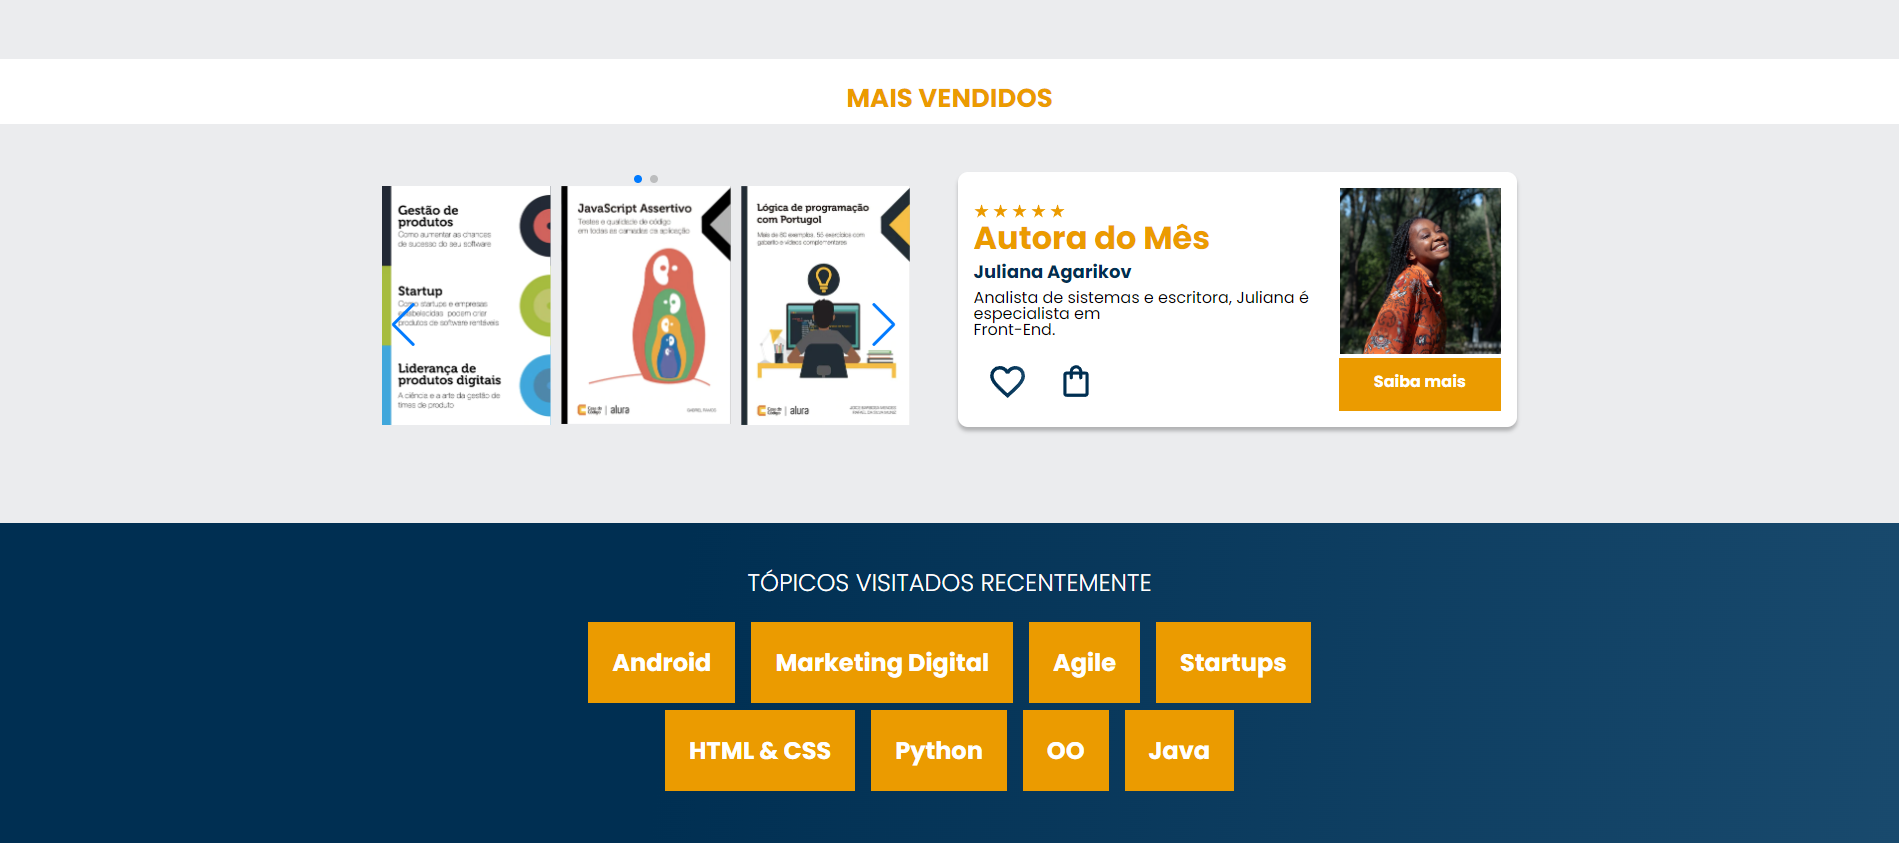 MAIS VENDIDOS
Gestão de
produtos
Como aumentar as chances
de sucesso do seu software
Startup
Como startups e empresas
estabelecidas podem criar
produtos de software rentáveis
Liderança de
produtos digitais
A ciência e a arte da gestão de
times de produto
JavaScript Assertivo
Testes e qualidade de código
em todas as camadas da aplicação
Casa do
Código
alura
GABRIEL RAMOS
Lógica de programação
com Portugol
Mais de 80 exemplos, 55 exercícios com
gabarito e vídeos complementares
Casa do
Código
alura
Autora do Mês
Juliana Agarikov
Analista de sistemas e escritora, Juliana é
especialista em
Front-End.
Saiba mais
TÓPICOS VISITADOS RECENTEMENTE
Android
Marketing Digital
Agile
Startups
HTML & CSS
Python
OO
Java